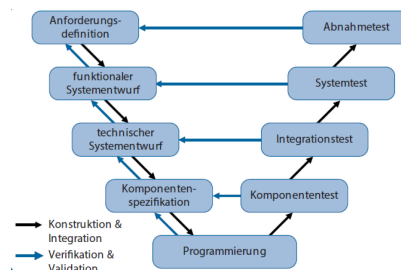 Anforderungs-
definition
Abnahmetest
funktionaler
Systementwurf
Systemtest
technischer
Systementwurf
Integrationstest
Komponenten-
spezifikation
Komponententest
Programmierung
Konstruktion &
Integration
Verifikation &
Validation